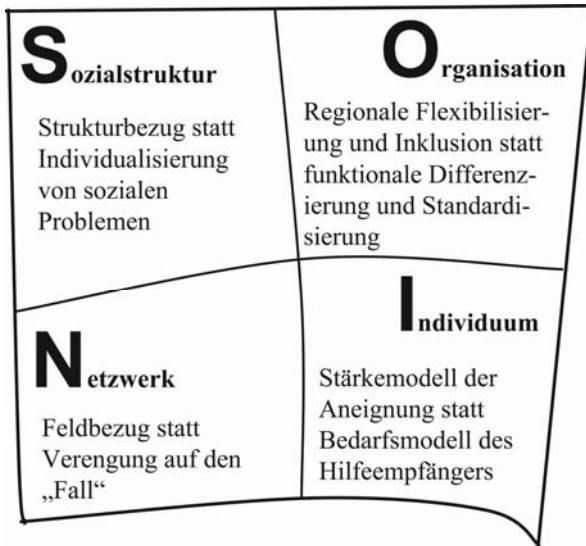 Sozialstruktur
Strukturbezug statt
Individualisierung
von sozialen
Problemen
Organisation
Regionale Flexibilisier-
ung und Inklusion statt
funktionale Differenz-
ierung und Standardi-
sierung
Netzwerk
Feldbezug statt
Verengung auf den
„Fall“
Individuum
Stärkemodell der
Aneignung statt
Bedarfsmodell des
Hilfeempfängers